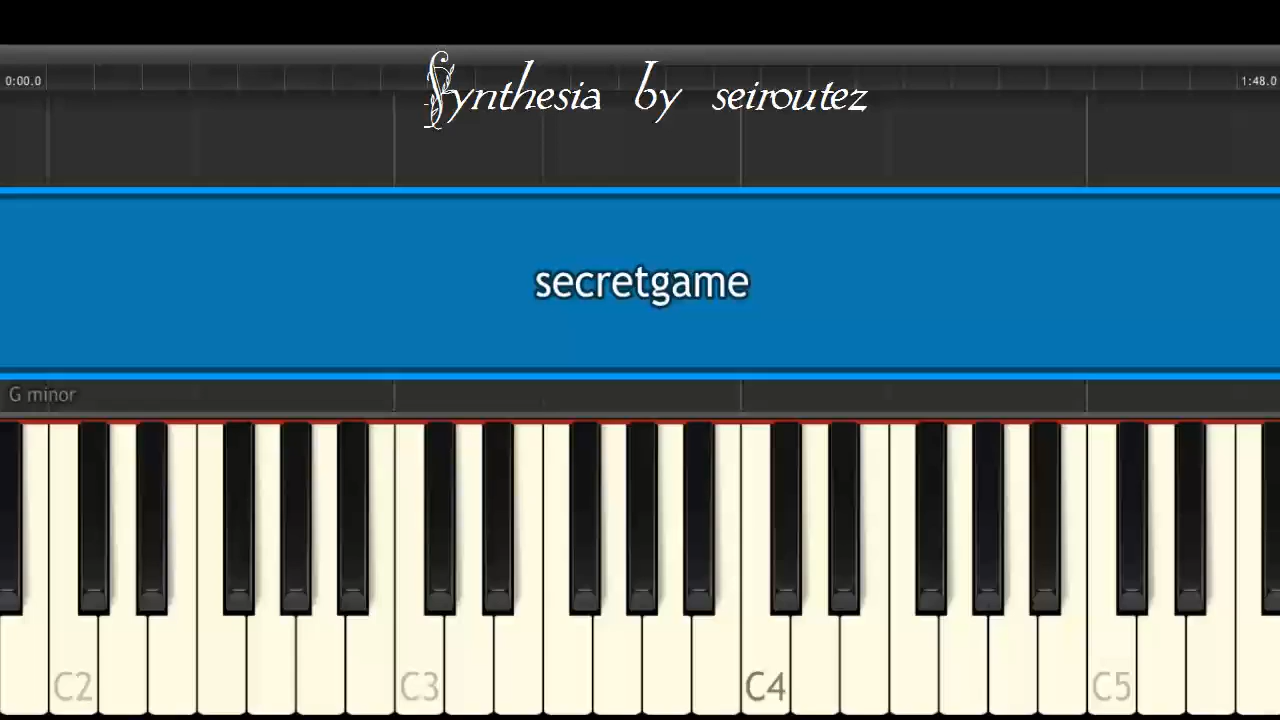 Synthesia by seiroutez
0:00.0
1:48.0
secretgame
G minor
C2 C3 C4 C5